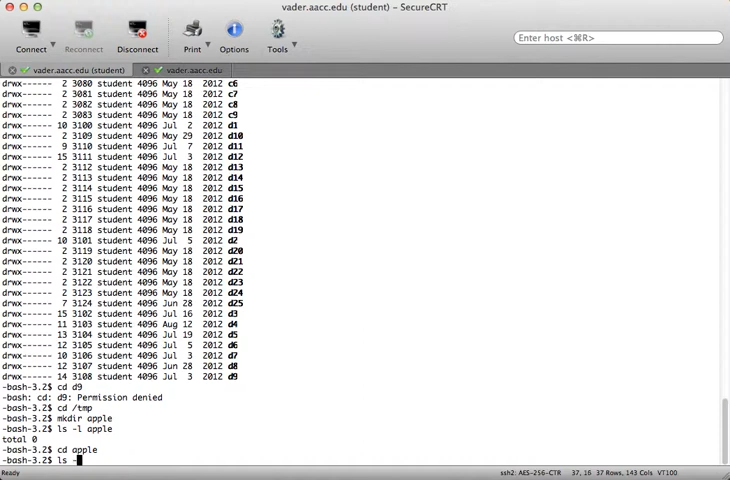 vader.aacc.edu (student) – SecureCRT
Connect
Reconnect
Disconnect
Print
Options
Tools
Enter host <⌘R>
vader.aacc.edu (student)
vader.aacc.edu
drwx------ 2 3080 student 4096 May 18 2012 c6
drwx------ 2 3081 student 4096 May 18 2012 c7
drwx------ 2 3082 student 4096 May 18 2012 c8
drwx------ 2 3083 student 4096 May 18 2012 c9
drwx------ 10 3100 student 4096 Jul 2 2012 d1
drwx------ 2 3109 student 4096 May 29 2012 d10
drwx------ 9 3110 student 4096 Jul 7 2012 d11
drwx------ 15 3111 student 4096 Jul 3 2012 d12
drwx------ 2 3112 student 4096 May 18 2012 d13
drwx------ 2 3113 student 4096 May 18 2012 d14
drwx------ 2 3114 student 4096 May 18 2012 d15
drwx------ 2 3115 student 4096 May 18 2012 d16
drwx------ 2 3116 student 4096 May 18 2012 d17
drwx------ 2 3117 student 4096 May 18 2012 d18
drwx------ 2 3118 student 4096 May 18 2012 d19
drwx------ 10 3101 student 4096 Jul 5 2012 d2
drwx------ 2 3119 student 4096 May 18 2012 d20
drwx------ 2 3120 student 4096 May 18 2012 d21
drwx------ 2 3121 student 4096 May 18 2012 d22
drwx------ 2 3122 student 4096 May 18 2012 d23
drwx------ 2 3123 student 4096 May 18 2012 d24
drwx------ 7 3124 student 4096 Jun 28 2012 d25
drwx------ 15 3102 student 4096 Jul 16 2012 d3
drwx------ 11 3103 student 4096 Aug 12 2012 d4
drwx------ 13 3104 student 4096 Jul 19 2012 d5
drwx------ 12 3105 student 4096 Jul 5 2012 d6
drwx------ 10 3106 student 4096 Jul 3 2012 d7
drwx------ 12 3107 student 4096 Jun 28 2012 d8
drwx------ 14 3108 student 4096 Jul 3 2012 d9
-bash-3.2$ cd d9
-bash: cd: d9: Permission denied
-bash-3.2$ cd /tmp
-bash-3.2$ mkdir apple
-bash-3.2$ ls -l apple
total 0
-bash-3.2$ cd apple
-bash-3.2$ ls -
Ready
ssh2: AES-256-CTR 37, 16 37 Rows, 143 Cols VT100